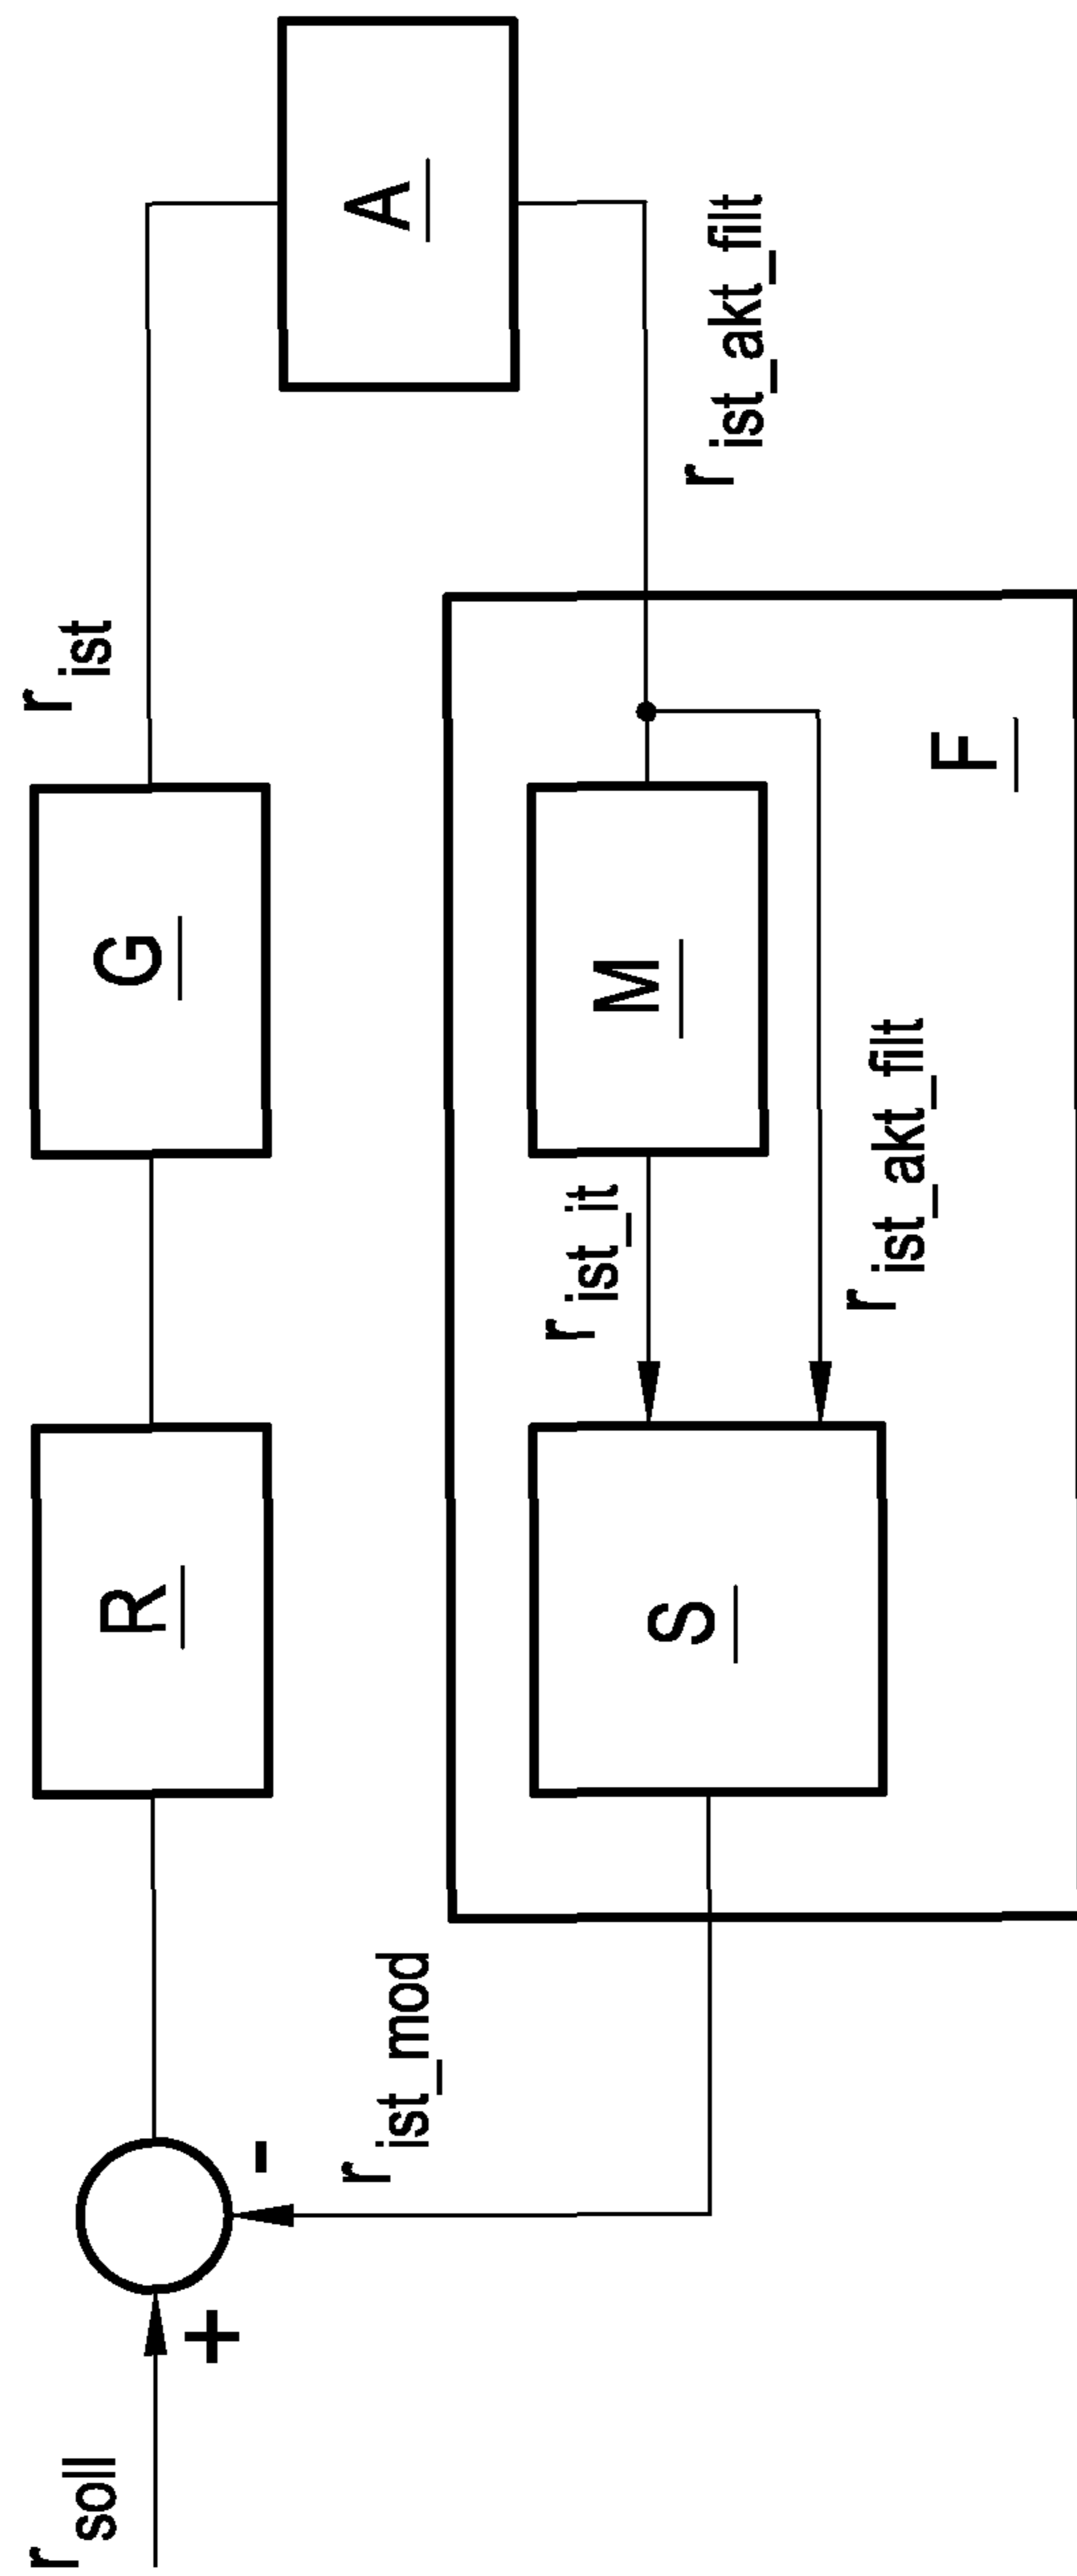 r_soll
+
-
R
G
r_ist
A
r_ist_akt_filt
r_ist_mod
S
r_ist_it
M
r_ist_akt_filt
F